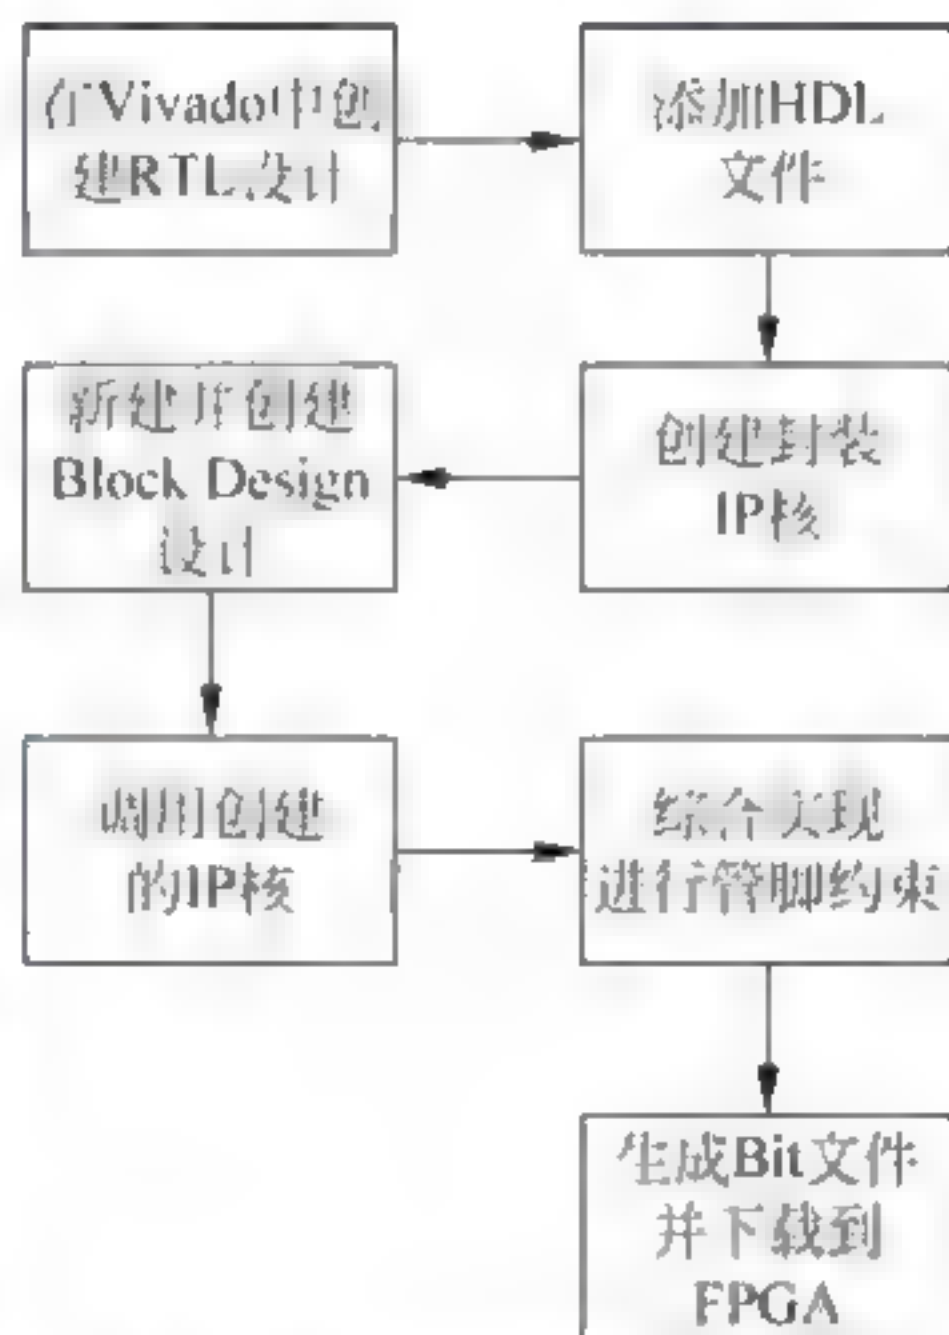 在Vivado中创
建RTL设计
添加HDL
文件
创建封装
IP核
新建并创建
Block Design
设计
调用创建
的IP核
综合实现
进行管脚约束
生成Bit文件
并下载到
FPGA